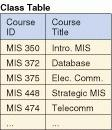 Class Table
Course ID Course Title
MIS 350 Intro. MIS
MIS 372 Database
MIS 375 Elec. Comm.
MIS 448 Strategic MIS
MIS 474 Telecomm
... ...